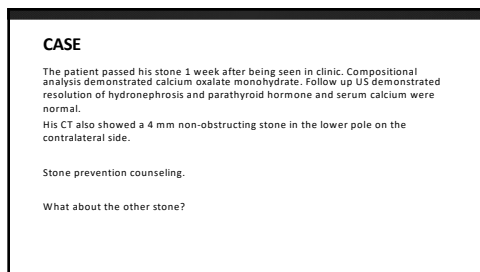 CASE
The patient passed his stone 1 week after being seen in clinic. Compositional
analysis demonstrated calcium oxalate monohydrate. Follow up US demonstrated
resolution of hydronephrosis and parathyroid hormone and serum calcium were
normal.
His CT also showed a 4 mm non-obstructing stone in the lower pole on the
contralateral side.
Stone prevention counseling.
What about the other stone?